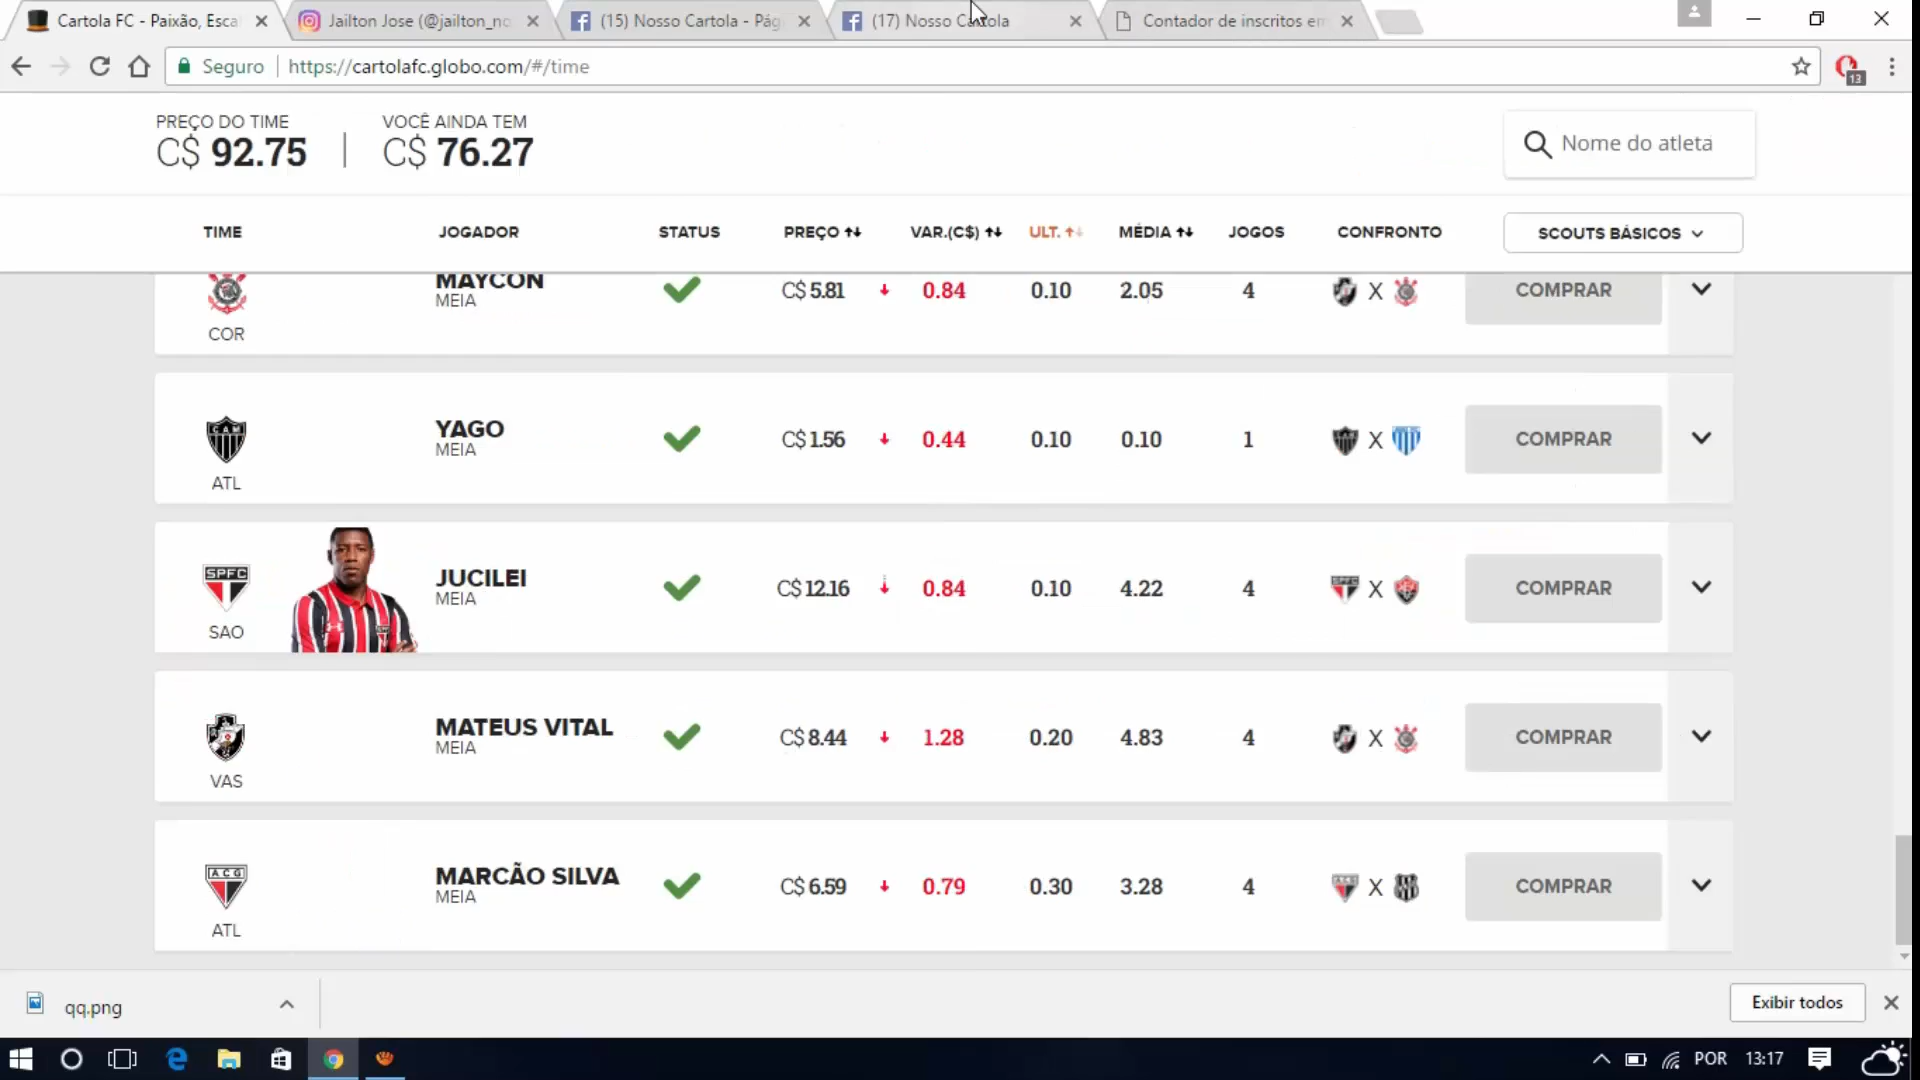 Cartola FC - Paixão, Esca
Jailton Jose (@jailton_no
(15) Nosso Cartola - Pág
(17) Nosso Cartola
Contador de inscritos em
Seguro
https://cartolafc.globo.com/#/time
13
PREÇO DO TIME
C$ 92.75
VOCÊ AINDA TEM
C$ 76.27
Nome do atleta
TIME JOGADOR STATUS PREÇO VAR.(C$) ULT. MÉDIA JOGOS CONFRONTO SCOUTS BÁSICOS
MAYCON
MEIA
COR
C$ 5.81 0.84 0.10 2.05 4 X COMPRAR
YAGO
MEIA
CAM
ATL
C$ 1.56 0.44 0.10 0.10 1 X COMPRAR
JUCILEI
MEIA
SPFC
SAO
C$ 12.16 0.84 0.10 4.22 4 X COMPRAR
MATEUS VITAL
MEIA
VAS
C$ 8.44 1.28 0.20 4.83 4 X COMPRAR
MARCÃO SILVA
MEIA
ACG
ATL
C$ 6.59 0.79 0.30 3.28 4 X COMPRAR
qq.png
Exibir todos
POR 13:17